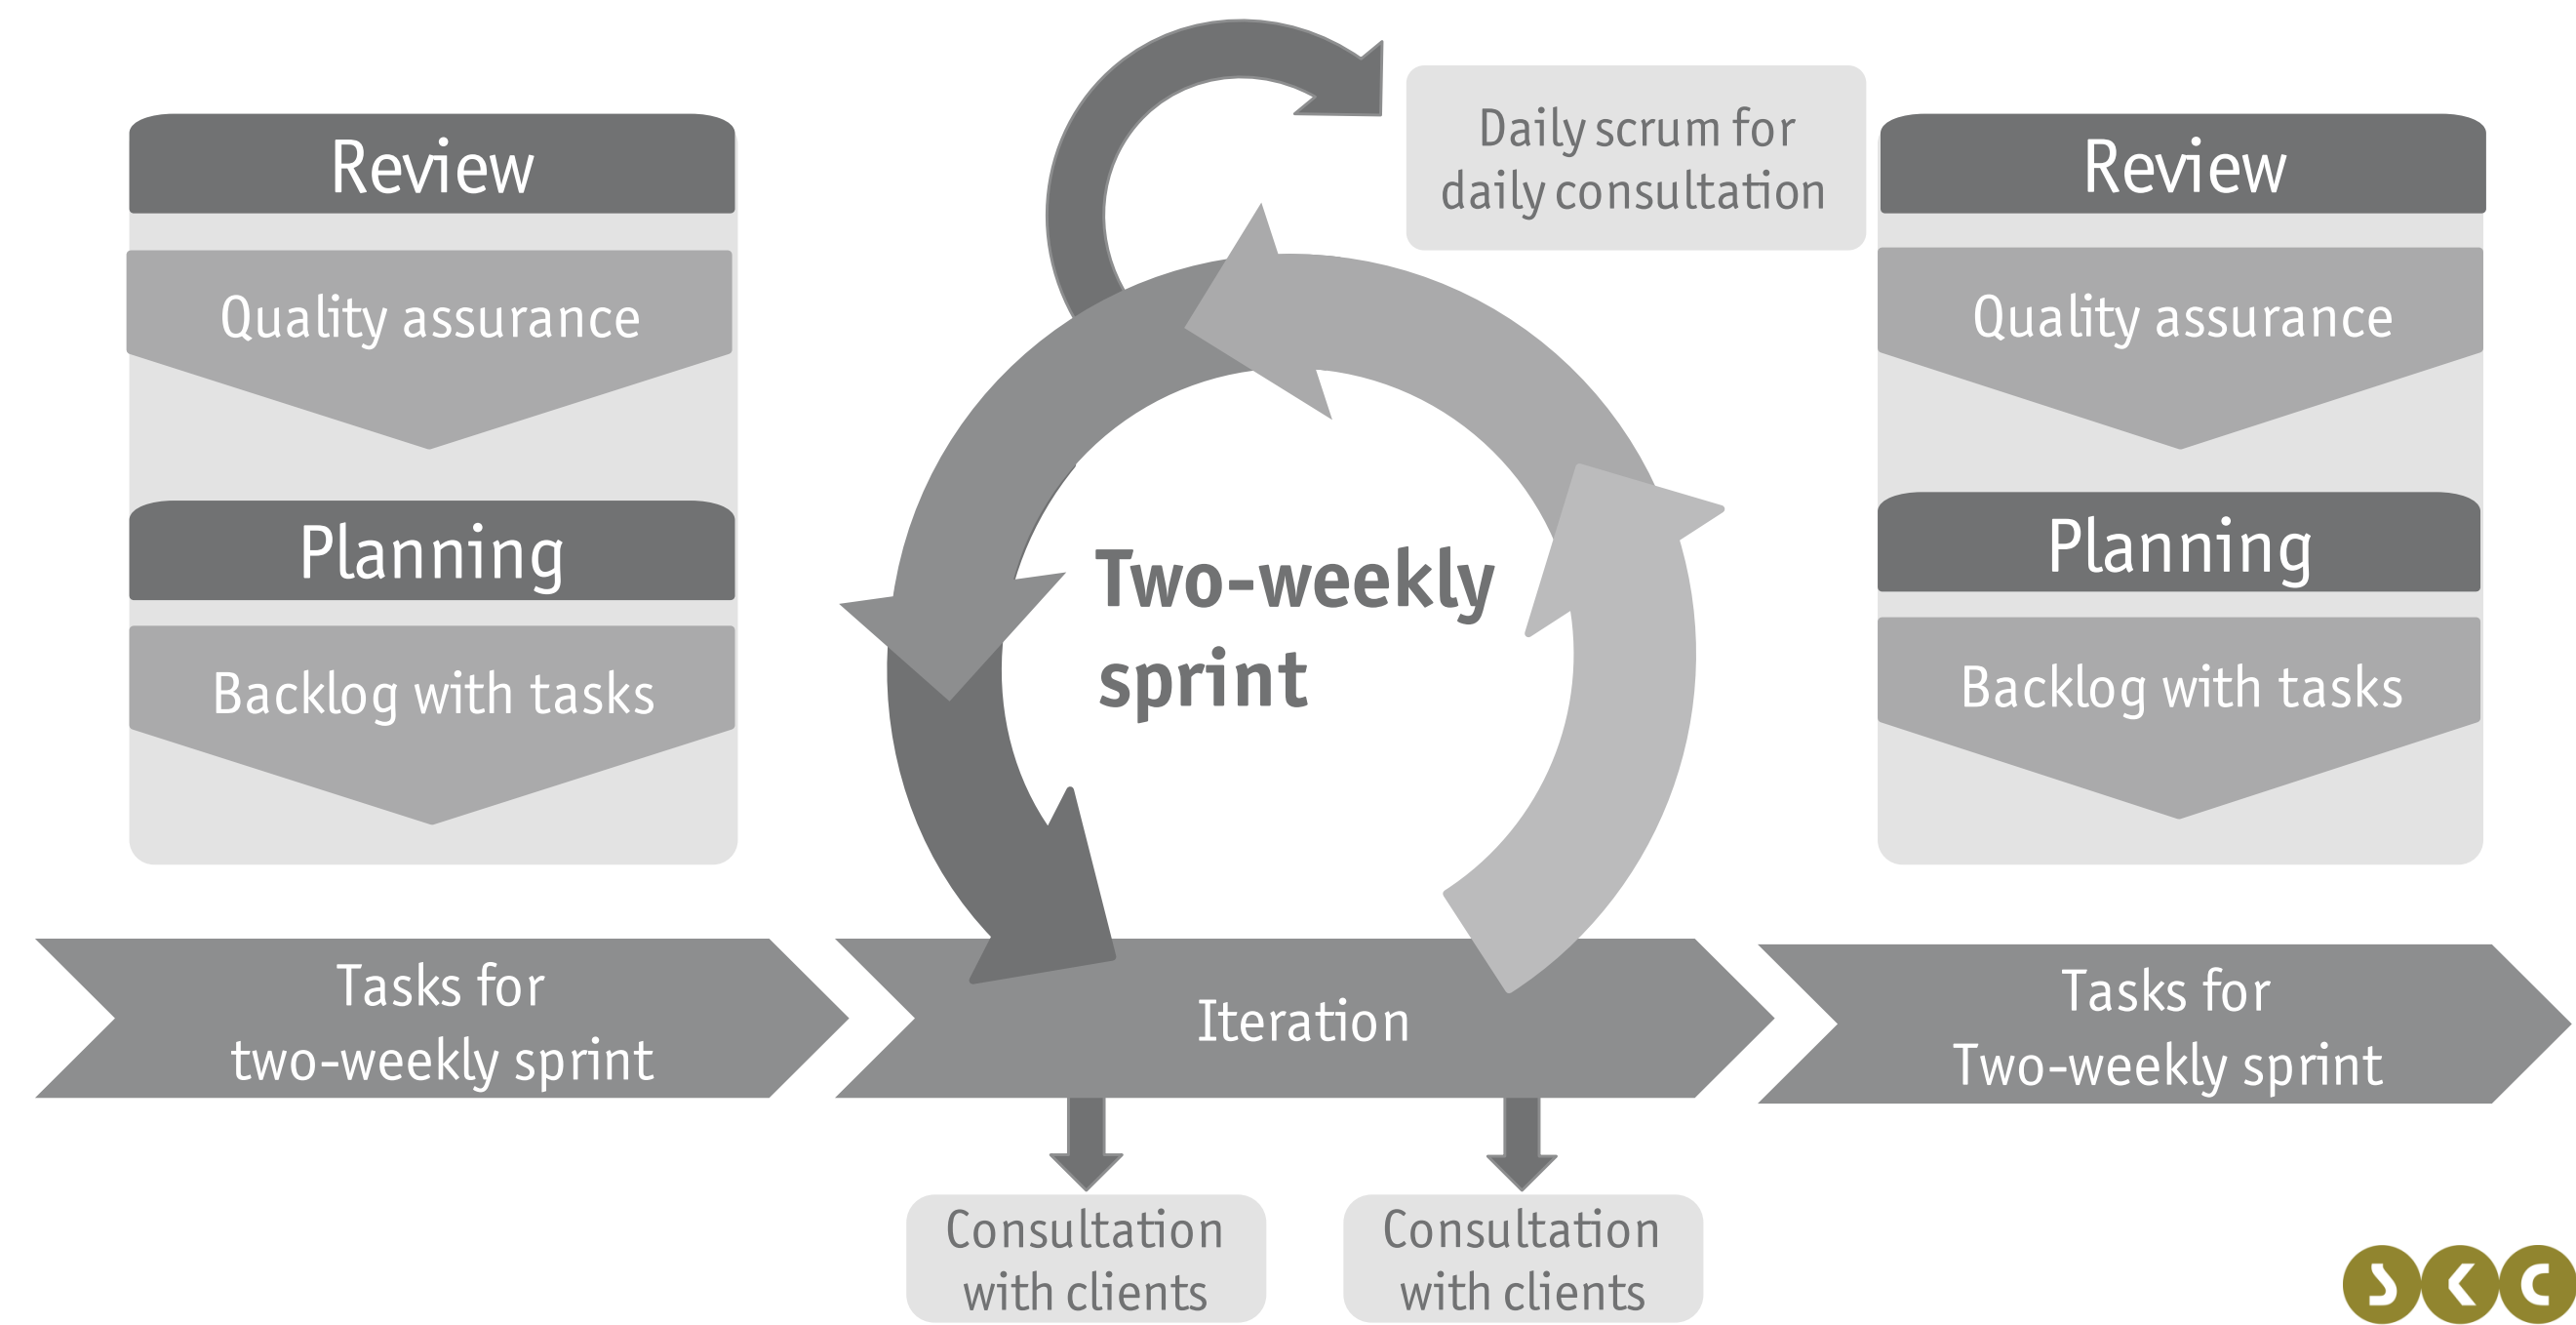 Review
Quality assurance
Planning
Backlog with tasks
Tasks for
two-weekly sprint
Daily scrum for
daily consultation
Two-weekly
sprint
Iteration
Consultation
with clients
Consultation
with clients
Review
Quality assurance
Planning
Backlog with tasks
Tasks for
Two-weekly sprint
SKC